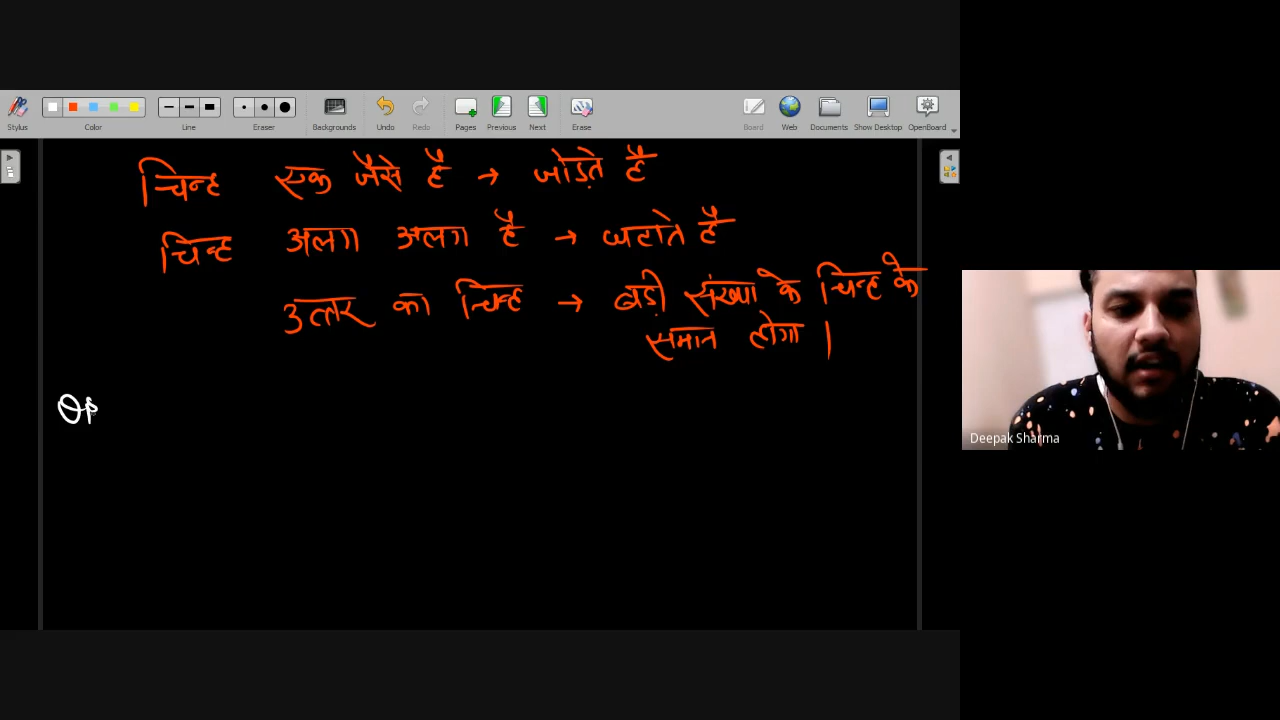 Stylus Color Line Eraser Backgrounds Undo Redo Pages Previous Next Erase Board Web Documents Show Desktop OpenBoard
चिन्ह एक जैसे है → जोड़ते है
चिन्ह अलग अलग है → घटाते है
उत्तर का चिन्ह → बड़ी संख्या के चिन्ह के
समान होगा |
Deepak Sharma